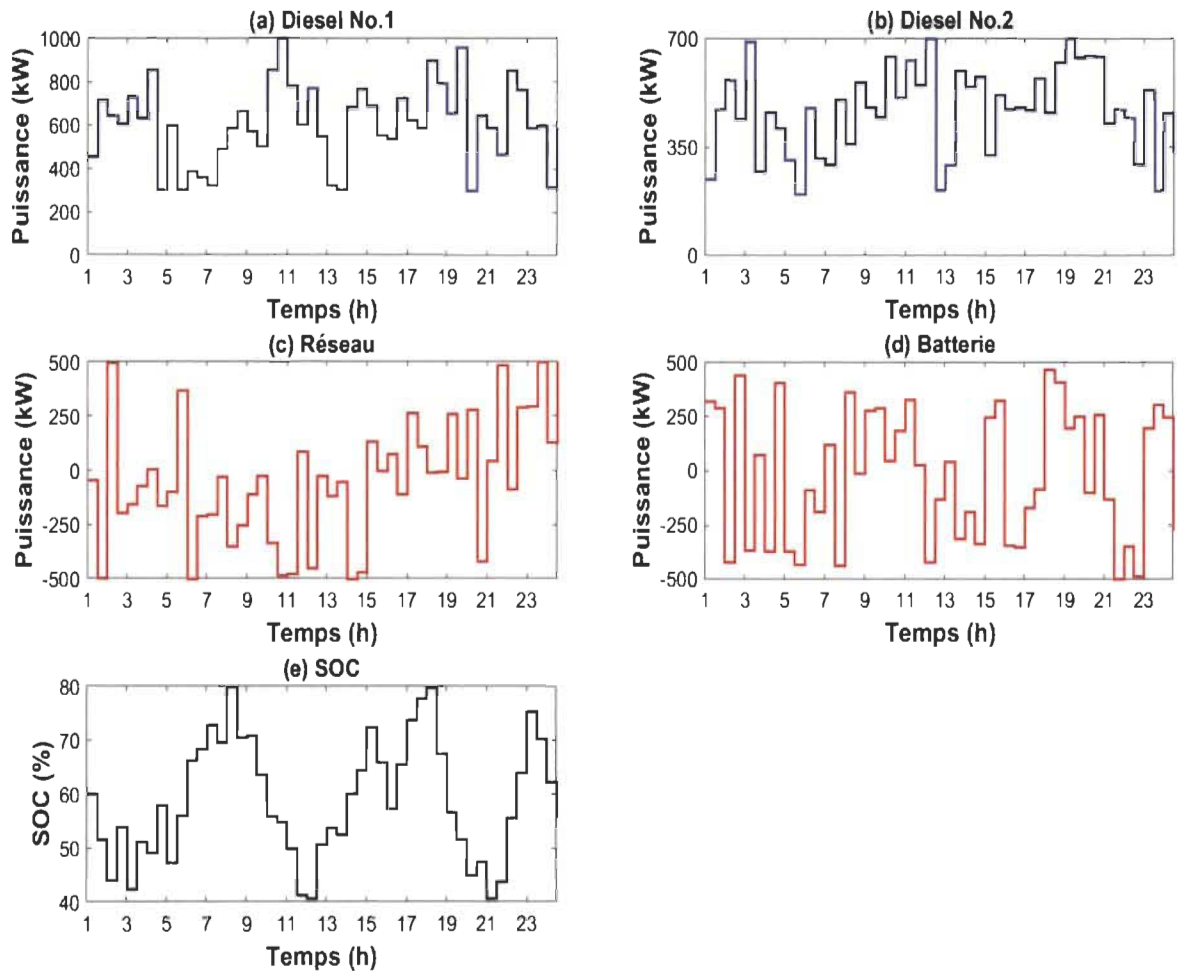 (a) Diesel No.1
Puissance (kW)
1000
800
600
400
200
0
1 3 5 7 9 11 13 15 17 19 21 23
Temps (h)
(b) Diesel No.2
Puissance (kW)
700
350
0
1 3 5 7 9 11 13 15 17 19 21 23
Temps (h)
(c) Réseau
Puissance (kW)
500
250
0
-250
-500
1 3 5 7 9 11 13 15 17 19 21 23
Temps (h)
(d) Batterie
Puissance (kW)
500
250
0
-250
-500
1 3 5 7 9 11 13 15 17 19 21 23
Temps (h)
(e) SOC
SOC (%)
80
70
60
50
40
1 3 5 7 9 11 13 15 17 19 21 23
Temps (h)